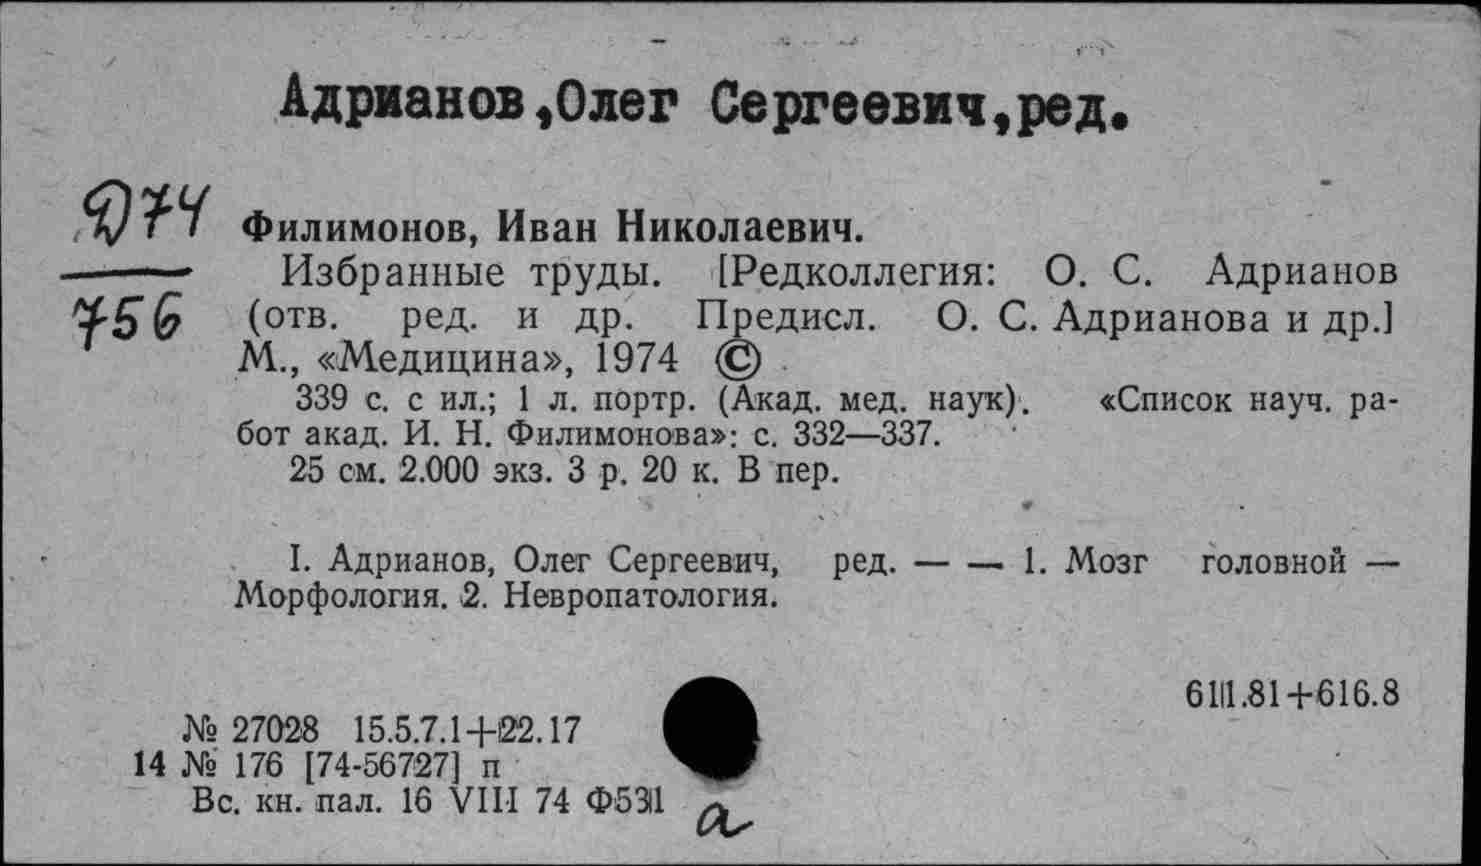 Адрианов,Олег Сергеевич,ред.
Д74
756
Филимонов, Иван Николаевич.
Избранные труды. [Редколлегия: О. С. Адрианов
(отв. ред. и др. Предисл. О. С. Адрианова и др.]
М., «Медицина», 1974 ©
339 с. с ил.; 1 л. портр. (Акад. мед. наук). «Список науч. ра-
бот акад. И. Н. Филимонова»: с. 332—337.
25 см. 2.000 экз. 3 р. 20 к. В пер.
I. Адрианов, Олег Сергеевич, ред. — — 1. Мозг головной —
Морфология. 2. Невропатология.
611.81+616.8
№ 27028 15.5.7.1+22.17
14 № 176 [74-56727] п
Вс. кн. пал. 16 VIII 74 Ф531
а